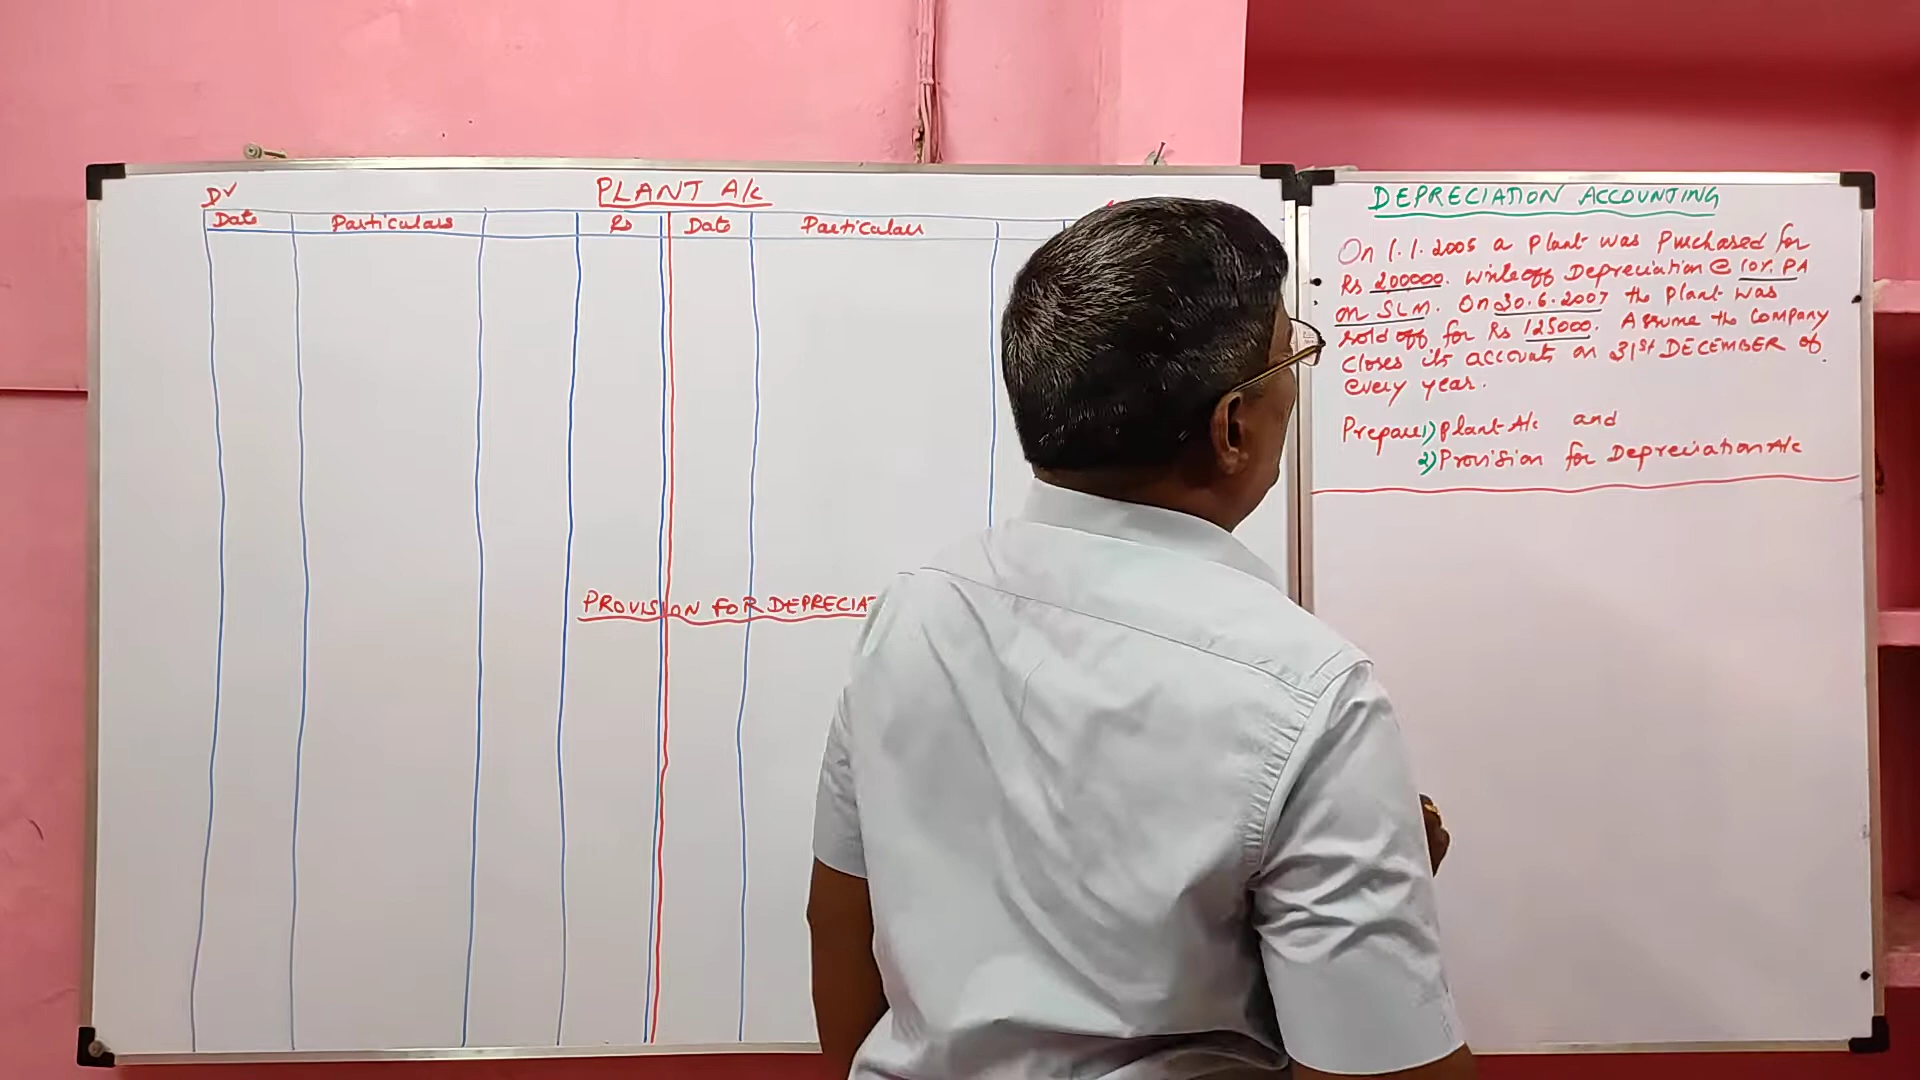 PLANT A/c
Dr
Date Particulars Rs Date Particulars
PROVISION FOR DEPRECIAT
DEPRECIATION ACCOUNTING
On 1.1.2005 a plant was purchased for
Rs 200000. Write off Depreciation @ 10% PA
on SLM. On 30.6.2007 the plant was
sold off for Rs 125000. Assume the company
closes its accounts on 31st DECEMBER of
every year.
Prepare 1) Plant A/c and
2) Provision for Depreciation A/c